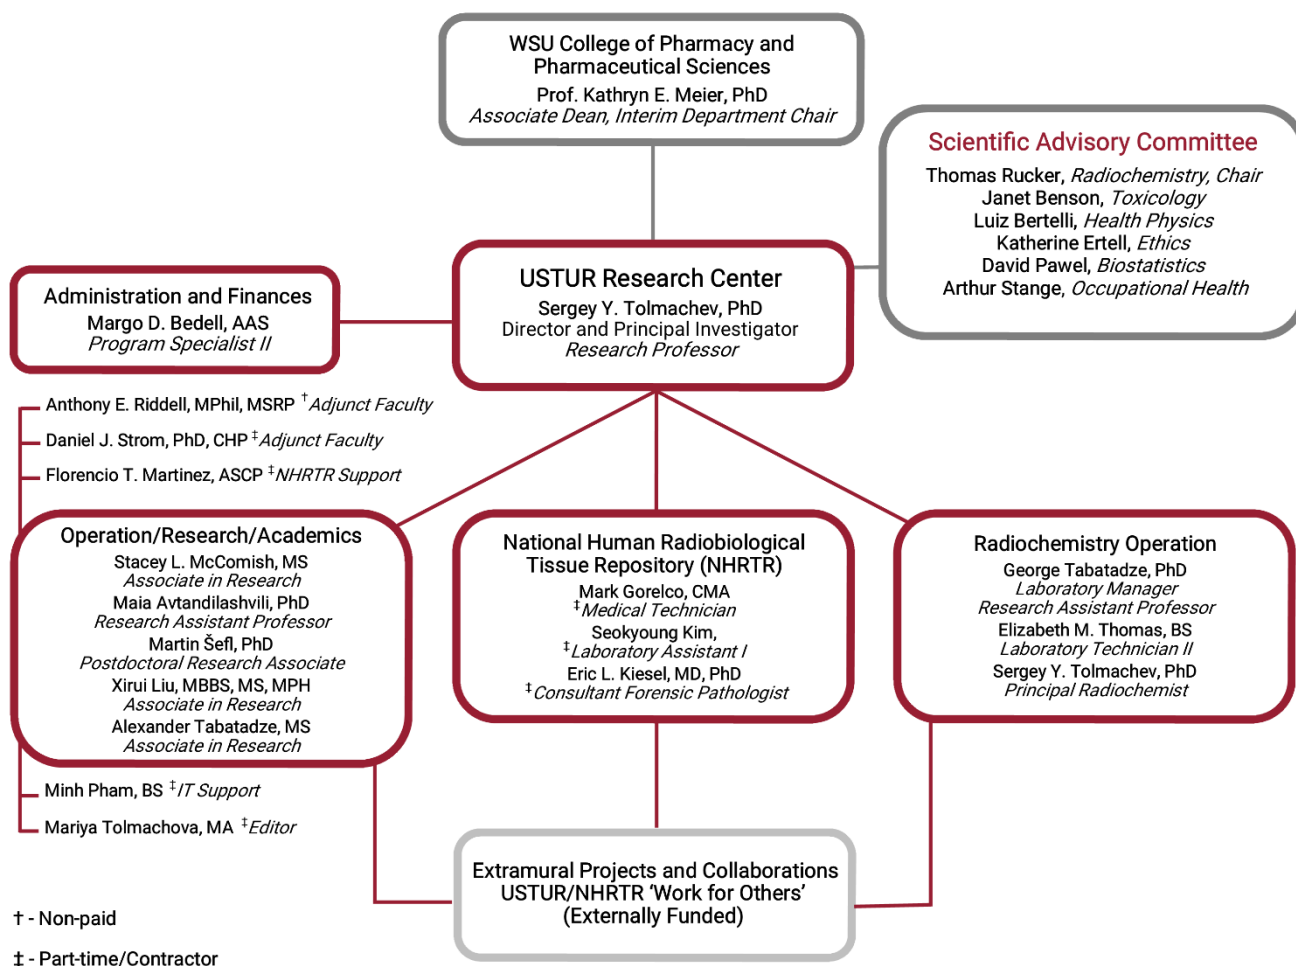 WSU College of Pharmacy and
Pharmaceutical Sciences
Prof. Kathryn E. Meier, PhD
Associate Dean, Interim Department Chair
Scientific Advisory Committee
Thomas Rucker, Radiochemistry, Chair
Janet Benson, Toxicology
Luiz Bertelli, Health Physics
Katherine Ertell, Ethics
David Pawel, Biostatistics
Arthur Stange, Occupational Health
USTUR Research Center
Sergey Y. Tolmachev, PhD
Director and Principal Investigator
Research Professor
Administration and Finances
Margo D. Bedell, AAS
Program Specialist II
Anthony E. Riddell, MPhil, MSRP † Adjunct Faculty
Daniel J. Strom, PhD, CHP ‡ Adjunct Faculty
Florencio T. Martinez, ASCP ‡ NHRTR Support
Operation/Research/Academics
Stacey L. McComish, MS
Associate in Research
Maia Avtandilashvili, PhD
Research Assistant Professor
Martin Šefl, PhD
Postdoctoral Research Associate
Xirui Liu, MBBS, MS, MPH
Associate in Research
Alexander Tabatadze, MS
Associate in Research
Minh Pham, BS ‡ IT Support
Mariya Tolmachova, MA ‡ Editor
National Human Radiobiological
Tissue Repository (NHRTR)
Mark Gorelco, CMA
‡ Medical Technician
Seokyoung Kim,
‡ Laboratory Assistant I
Eric L. Kiesel, MD, PhD
‡ Consultant Forensic Pathologist
Radiochemistry Operation
George Tabatadze, PhD
Laboratory Manager
Research Assistant Professor
Elizabeth M. Thomas, BS
Laboratory Technician II
Sergey Y. Tolmachev, PhD
Principal Radiochemist
Extramural Projects and Collaborations
USTUR/NHRTR ‘Work for Others’
(Externally Funded)
† - Non-paid
‡ - Part-time/Contractor